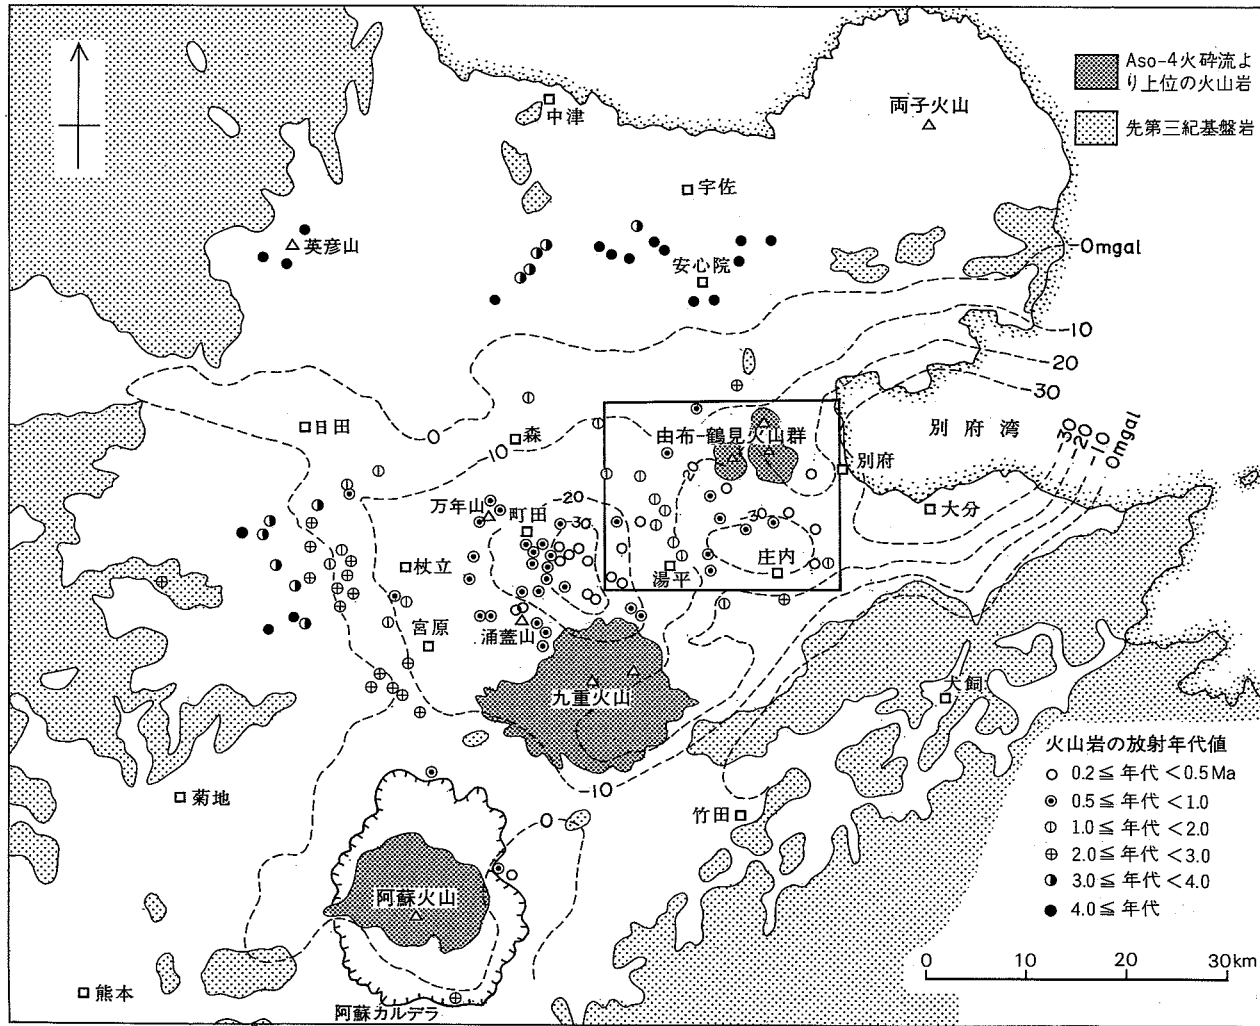 Aso-4火砕流よ
り上位の火山岩
先第三紀基盤岩
両子火山
中津
宇佐
英彦山
安心院
0mgal
10
20
30
日田
0
森
10
由布-鶴見火山群
20
別府湾
別府
30
20
10
0mgal
万年山
町田
20
30
30
大分
杖立
湯平
庄内
宮原
涌蓋山
九重火山
犬飼
菊地
10
0
竹田
阿蘇火山
熊本
阿蘇カルデラ
火山岩の放射年代値
0.2≦年代<0.5Ma
0.5≦年代<1.0
1.0≦年代<2.0
2.0≦年代<3.0
3.0≦年代<4.0
4.0≦年代
0 10 20 30km